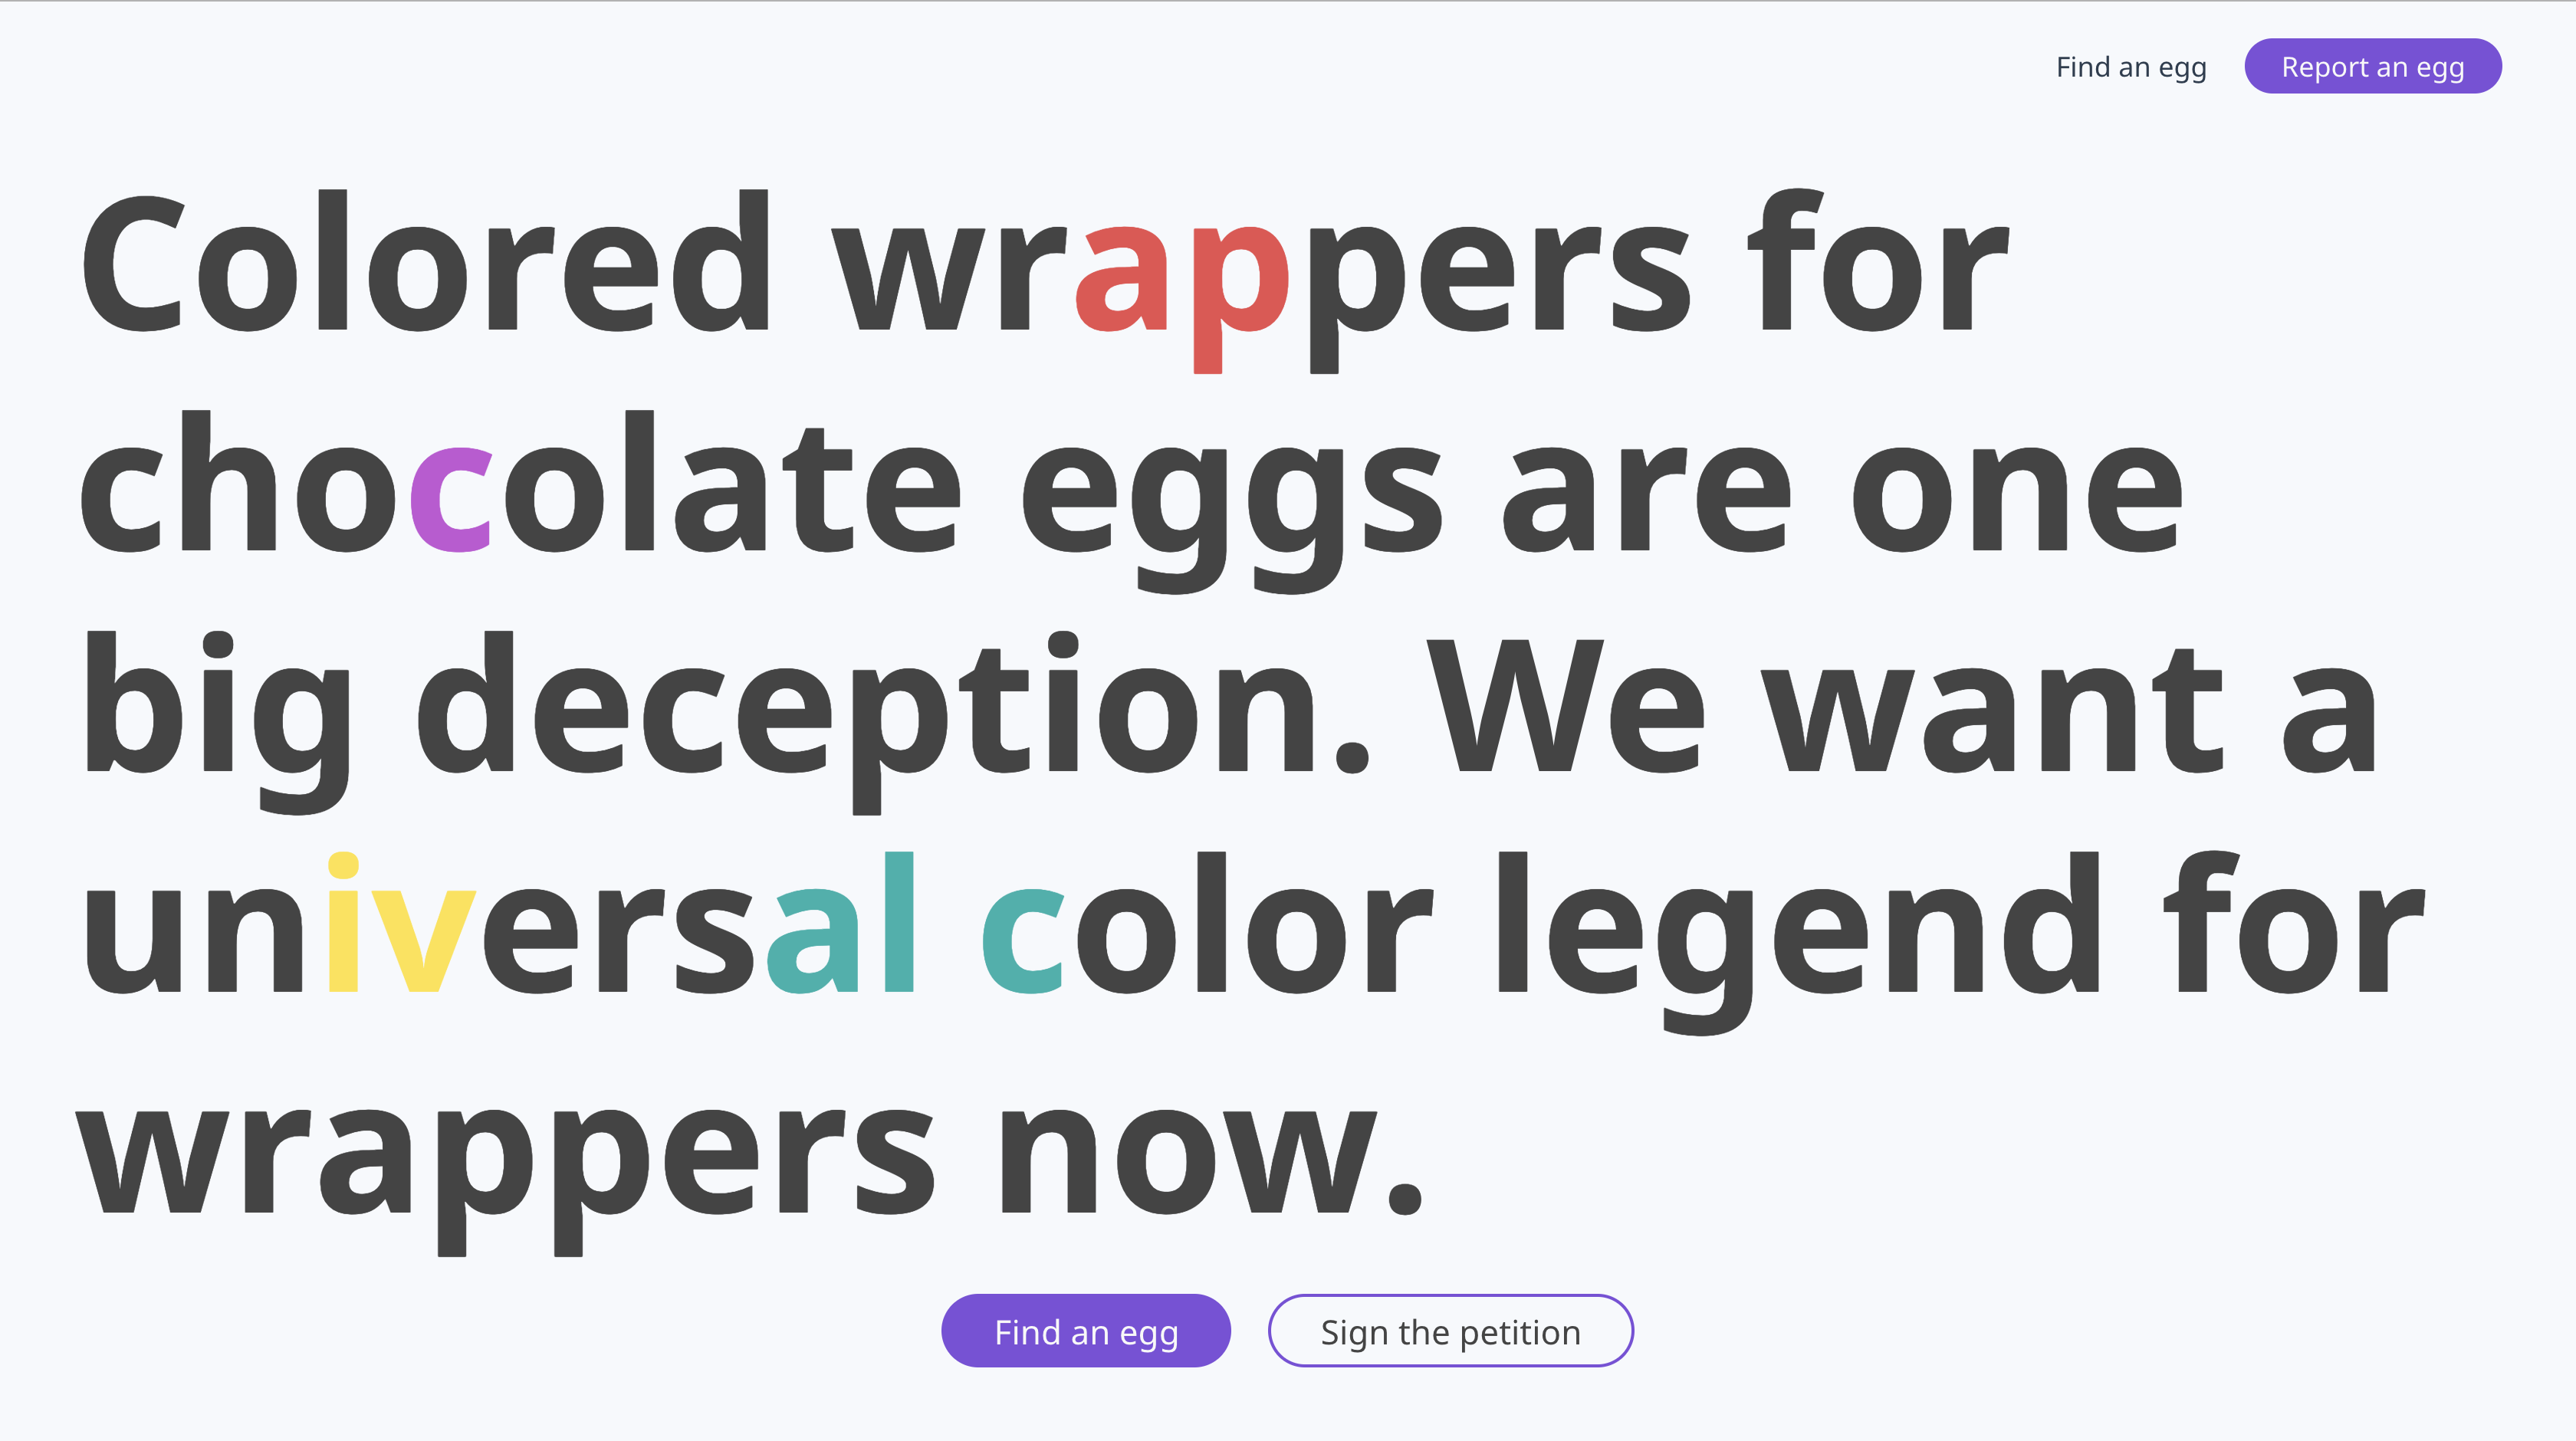 Find an egg
Report an egg
Colored wrappers for
chocolate eggs are one
big deception. We want a
universal color legend for
wrappers now.
Find an egg
Sign the petition